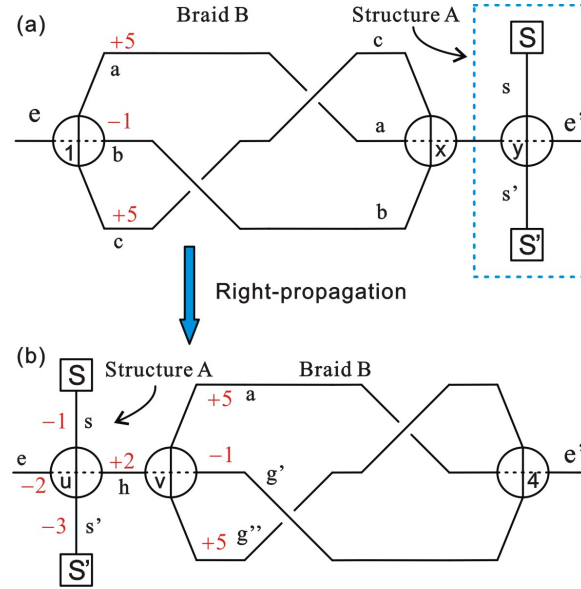 (a)
Braid B
Structure A
+5
a
c
S
s
e
−1
1
b
a
x
y
e'
s'
+5
c
b
S'
Right-propagation
(b)
Structure A
Braid B
S
−1
s
+5
a
e
+2
−1
g'
e'
−2
u
h
v
4
−3
s'
+5
g''
S'